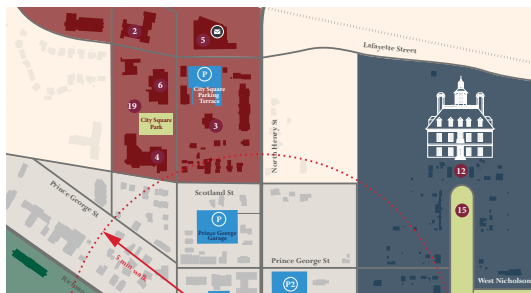 2
5
Lafayette Street
P
City Square
Parking
Terrace
6
19
City Square
Park
3
4
North Henry St
12
15
Prince George St
Scotland St
P
Prince George
Garage
5 min walk
Prince George St
P2
West Nicholson